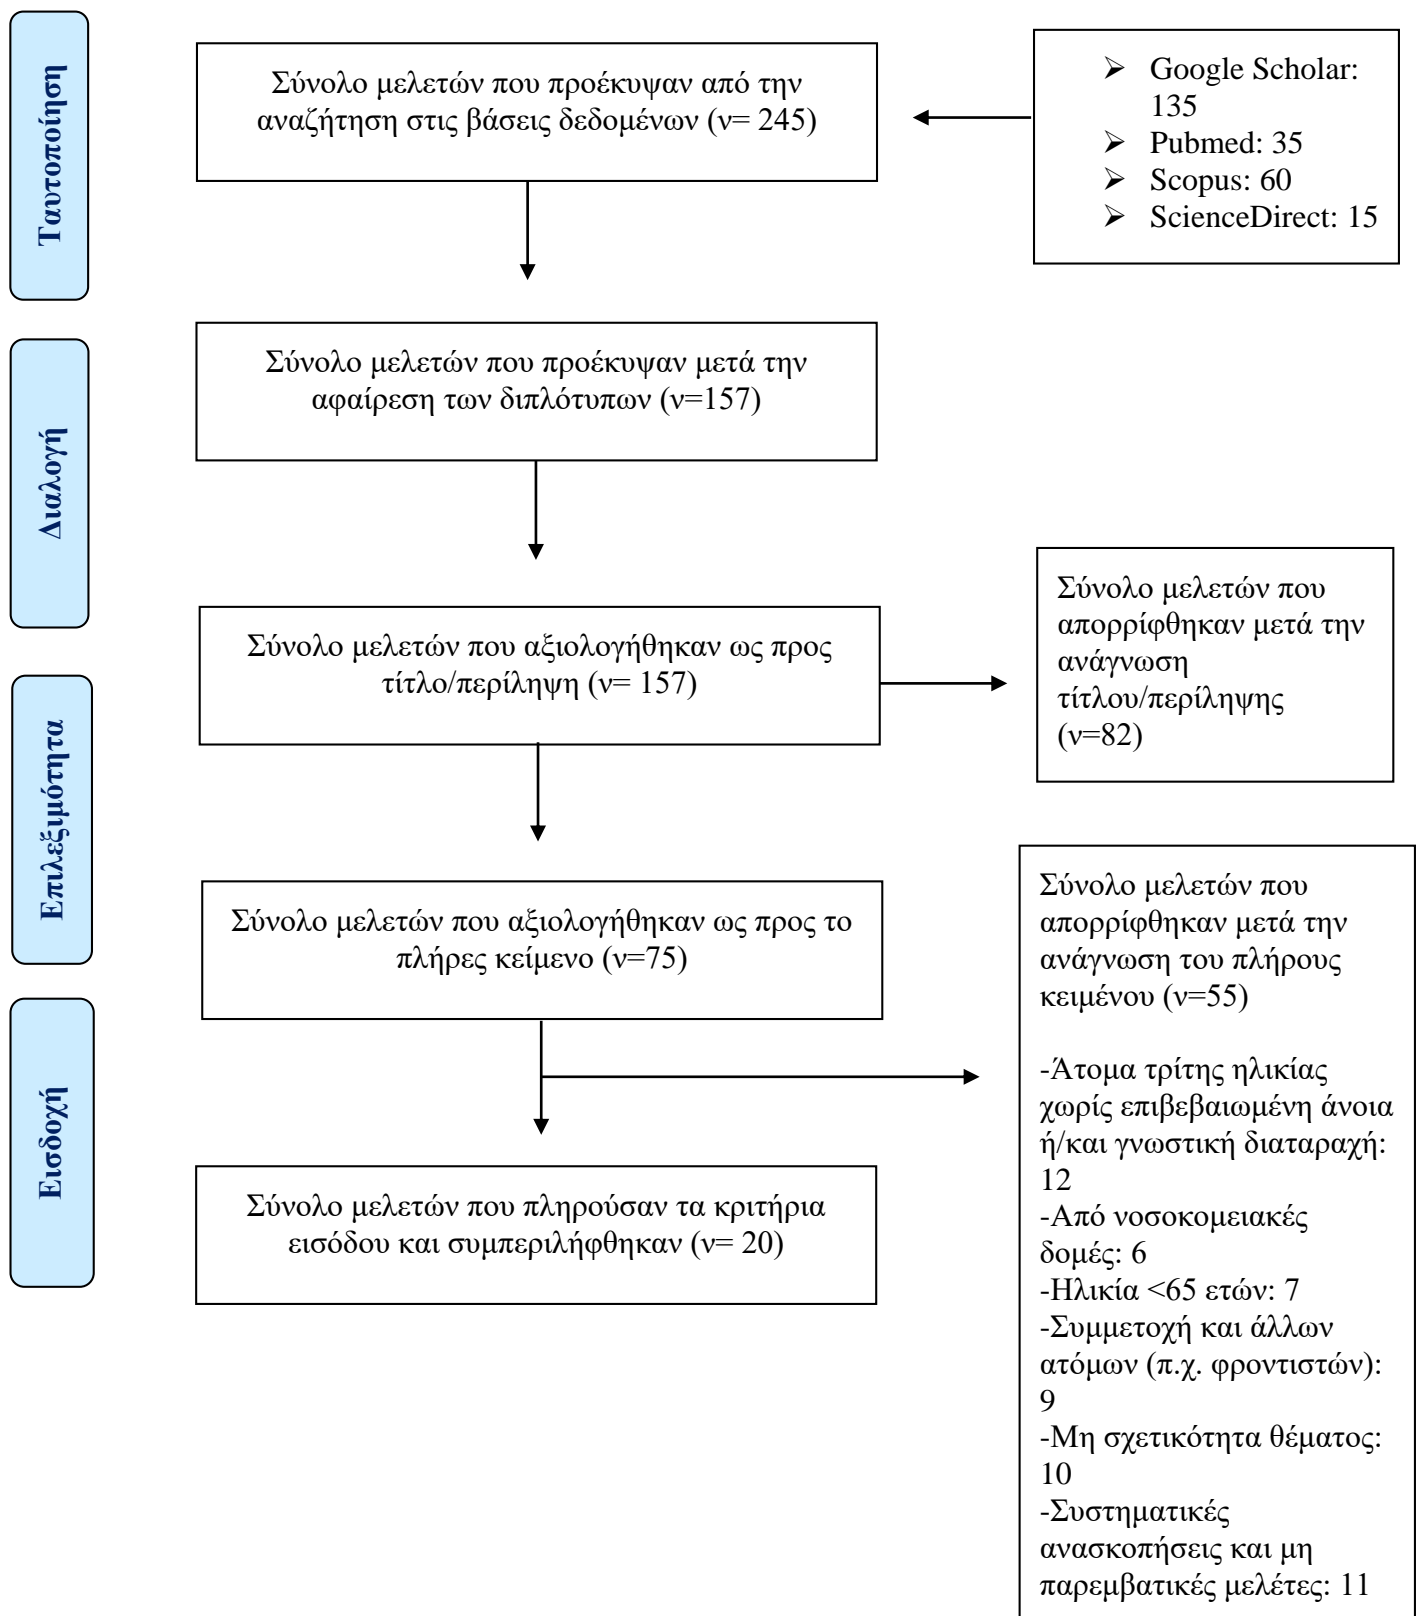 Ταυτοποίηση
Σύνολο μελετών που προέκυψαν από την
αναζήτηση στις βάσεις δεδομένων (ν= 245)
➢ Google Scholar:
135
➢ Pubmed: 35
➢ Scopus: 60
➢ ScienceDirect: 15
Διαλογή
Σύνολο μελετών που προέκυψαν μετά την
αφαίρεση των διπλότυπων (ν=157)
Σύνολο μελετών που αξιολογήθηκαν ως προς
τίτλο/περίληψη (ν= 157)
Σύνολο μελετών που
απορρίφθηκαν μετά την
ανάγνωση
τίτλου/περίληψης
(ν=82)
Επιλεξιμότητα
Σύνολο μελετών που αξιολογήθηκαν ως προς το
πλήρες κείμενο (ν=75)
Σύνολο μελετών που
απορρίφθηκαν μετά την
ανάγνωση του πλήρους
κειμένου (ν=55)
-Άτομα τρίτης ηλικίας
χωρίς επιβεβαιωμένη άνοια
ή/και γνωστική διαταραχή:
12
-Από νοσοκομειακές
δομές: 6
-Ηλικία <65 ετών: 7
-Συμμετοχή και άλλων
ατόμων (π.χ. φροντιστών):
9
-Μη σχετικότητα θέματος:
10
-Συστηματικές
ανασκοπήσεις και μη
παρεμβατικές μελέτες: 11
Εισδοχή
Σύνολο μελετών που πληρούσαν τα κριτήρια
εισόδου και συμπεριλήφθηκαν (ν= 20)